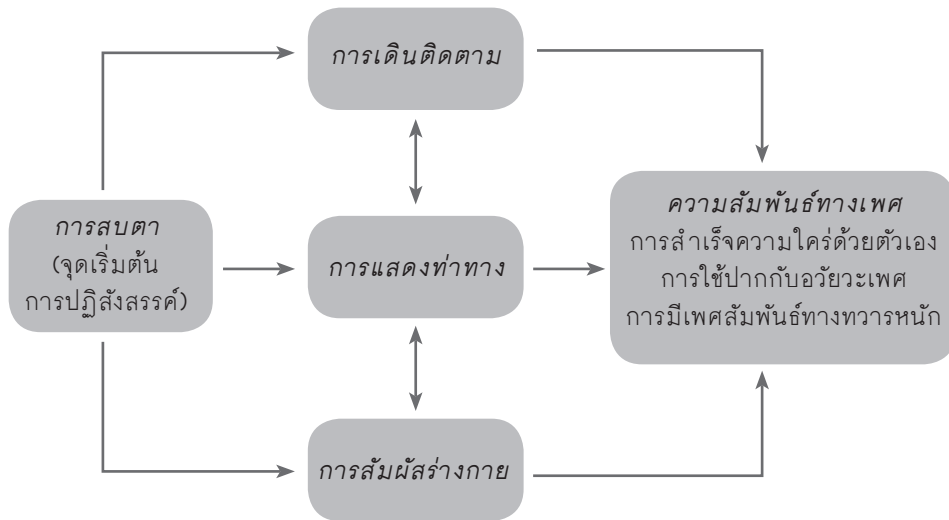 การเดินติดตาม
การสบตา
(จุดเริ่มต้น
การปฏิสังสรรค์)
การแสดงท่าทาง
ความสัมพันธ์ทางเพศ
การสำเร็จความใคร่ด้วยตัวเอง
การใช้ปากกับอวัยวะเพศ
การมีเพศสัมพันธ์ทางทวารหนัก
การสัมผัสร่างกาย